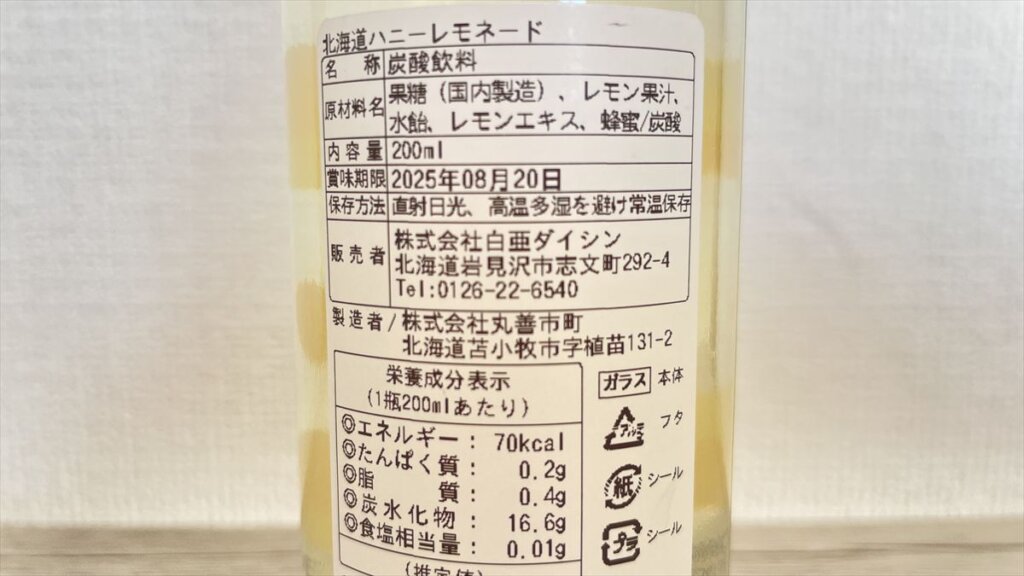 北海道ハニーレモネード
名 称 炭酸飲料
原材料名 果糖(国内製造)、レモン果汁、
水飴、レモンエキス、蜂蜜/炭酸
内容量 200ml
賞味期限 2025年08月20日
保存方法 直射日光、高温多湿を避け常温保存
販売者 株式会社白亜ダイシン
北海道岩見沢市志文町292-4
Tel:0126-22-6540
製造者/株式会社丸善市町
北海道苫小牧市字植苗131-2
栄養成分表示
(1瓶200mlあたり)
◎エネルギー: 70kcal
◎たんぱく質: 0.2g
◎脂 質: 0.4g
◎炭水化物: 16.6g
◎食塩相当量: 0.01g
(推定値)
ガラス 本体
アルミ フタ
紙 シール
プラ シール